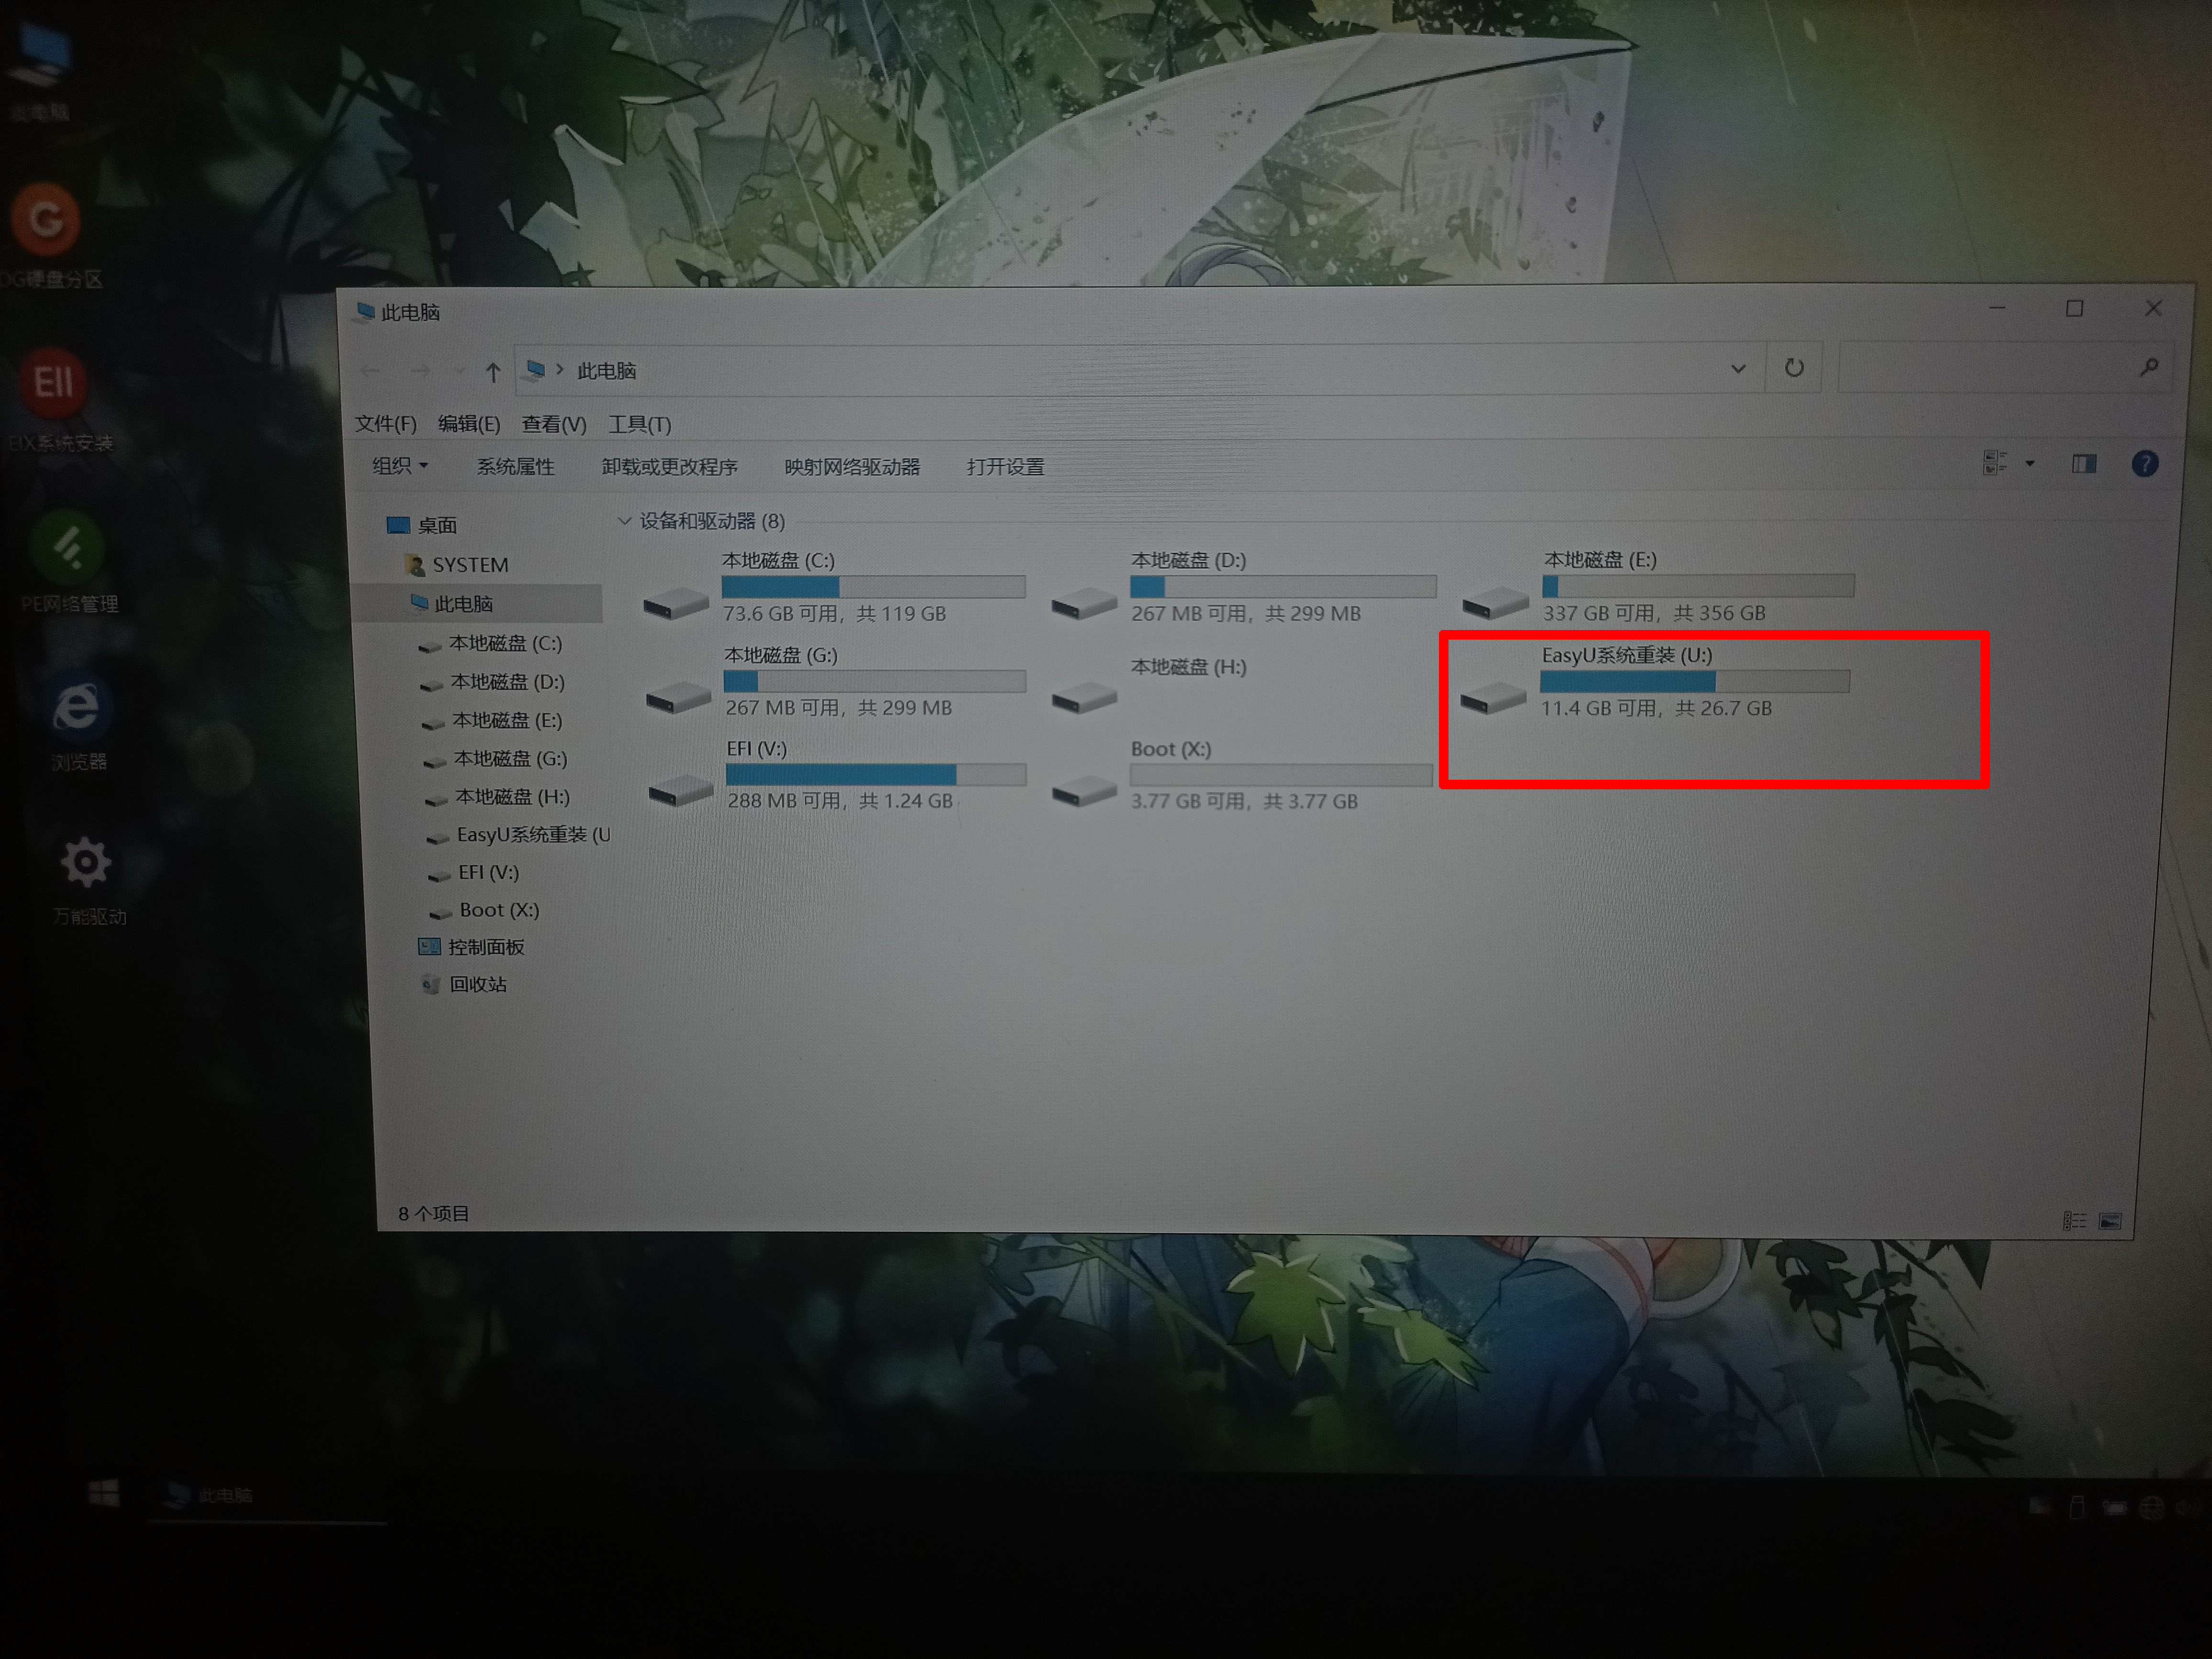 此电脑
DG硬盘分区
EIX系统安装
PE网络管理
浏览器
万能驱动
此电脑
此电脑
文件(F) 编辑(E) 查看(V) 工具(T)
组织 系统属性 卸载或更改程序 映射网络驱动器 打开设置
桌面
SYSTEM
此电脑
本地磁盘 (C:)
本地磁盘 (D:)
本地磁盘 (E:)
本地磁盘 (G:)
本地磁盘 (H:)
EasyU系统重装 (U
EFI (V:)
Boot (X:)
控制面板
回收站
设备和驱动器 (8)
本地磁盘 (C:)
73.6 GB 可用，共 119 GB
本地磁盘 (D:)
267 MB 可用，共 299 MB
本地磁盘 (E:)
337 GB 可用，共 356 GB
本地磁盘 (G:)
267 MB 可用，共 299 MB
本地磁盘 (H:)
EasyU系统重装 (U:)
11.4 GB 可用，共 26.7 GB
EFI (V:)
288 MB 可用，共 1.24 GB
Boot (X:)
3.77 GB 可用，共 3.77 GB
8 个项目
此电脑